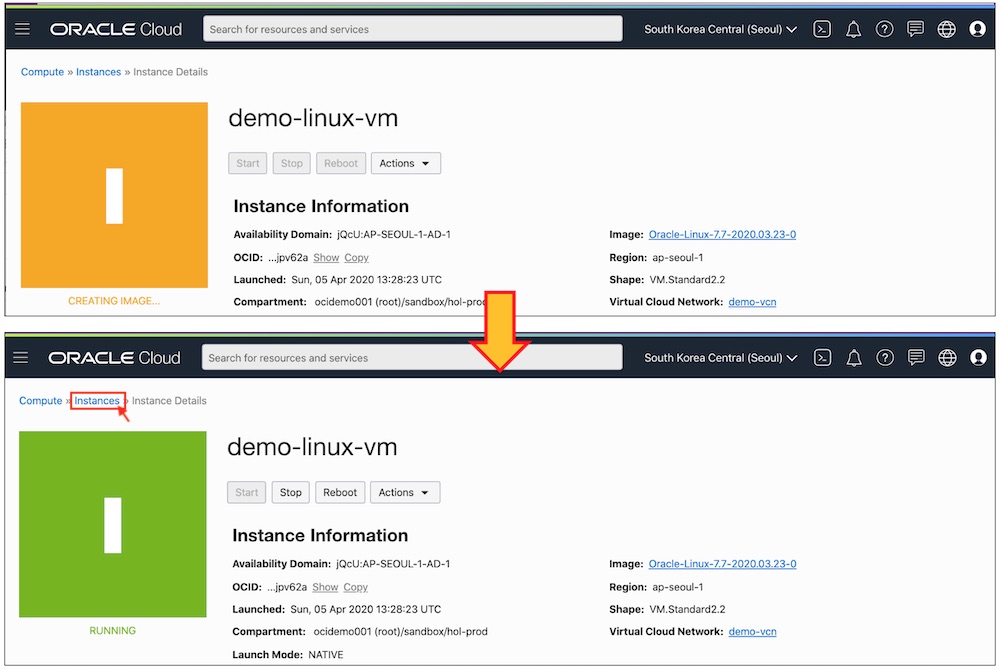 ORACLE Cloud Search for resources and services South Korea Central (Seoul)
Compute » Instances » Instance Details
demo-linux-vm
Start Stop Reboot Actions
Instance Information
Availability Domain: jQcU:AP-SEOUL-1-AD-1 Image: Oracle-Linux-7.7-2020.03.23-0
OCID: ...jpv62a Show Copy Region: ap-seoul-1
Launched: Sun, 05 Apr 2020 13:28:23 UTC Shape: VM.Standard2.2
CREATING IMAGE... Compartment: ocidemo001 (root)/sandbox/hol-prod Virtual Cloud Network: demo-vcn
ORACLE Cloud Search for resources and services South Korea Central (Seoul)
Compute » Instances » Instance Details
demo-linux-vm
Start Stop Reboot Actions
Instance Information
Availability Domain: jQcU:AP-SEOUL-1-AD-1 Image: Oracle-Linux-7.7-2020.03.23-0
OCID: ...jpv62a Show Copy Region: ap-seoul-1
Launched: Sun, 05 Apr 2020 13:28:23 UTC Shape: VM.Standard2.2
RUNNING Compartment: ocidemo001 (root)/sandbox/hol-prod Virtual Cloud Network: demo-vcn
Launch Mode: NATIVE